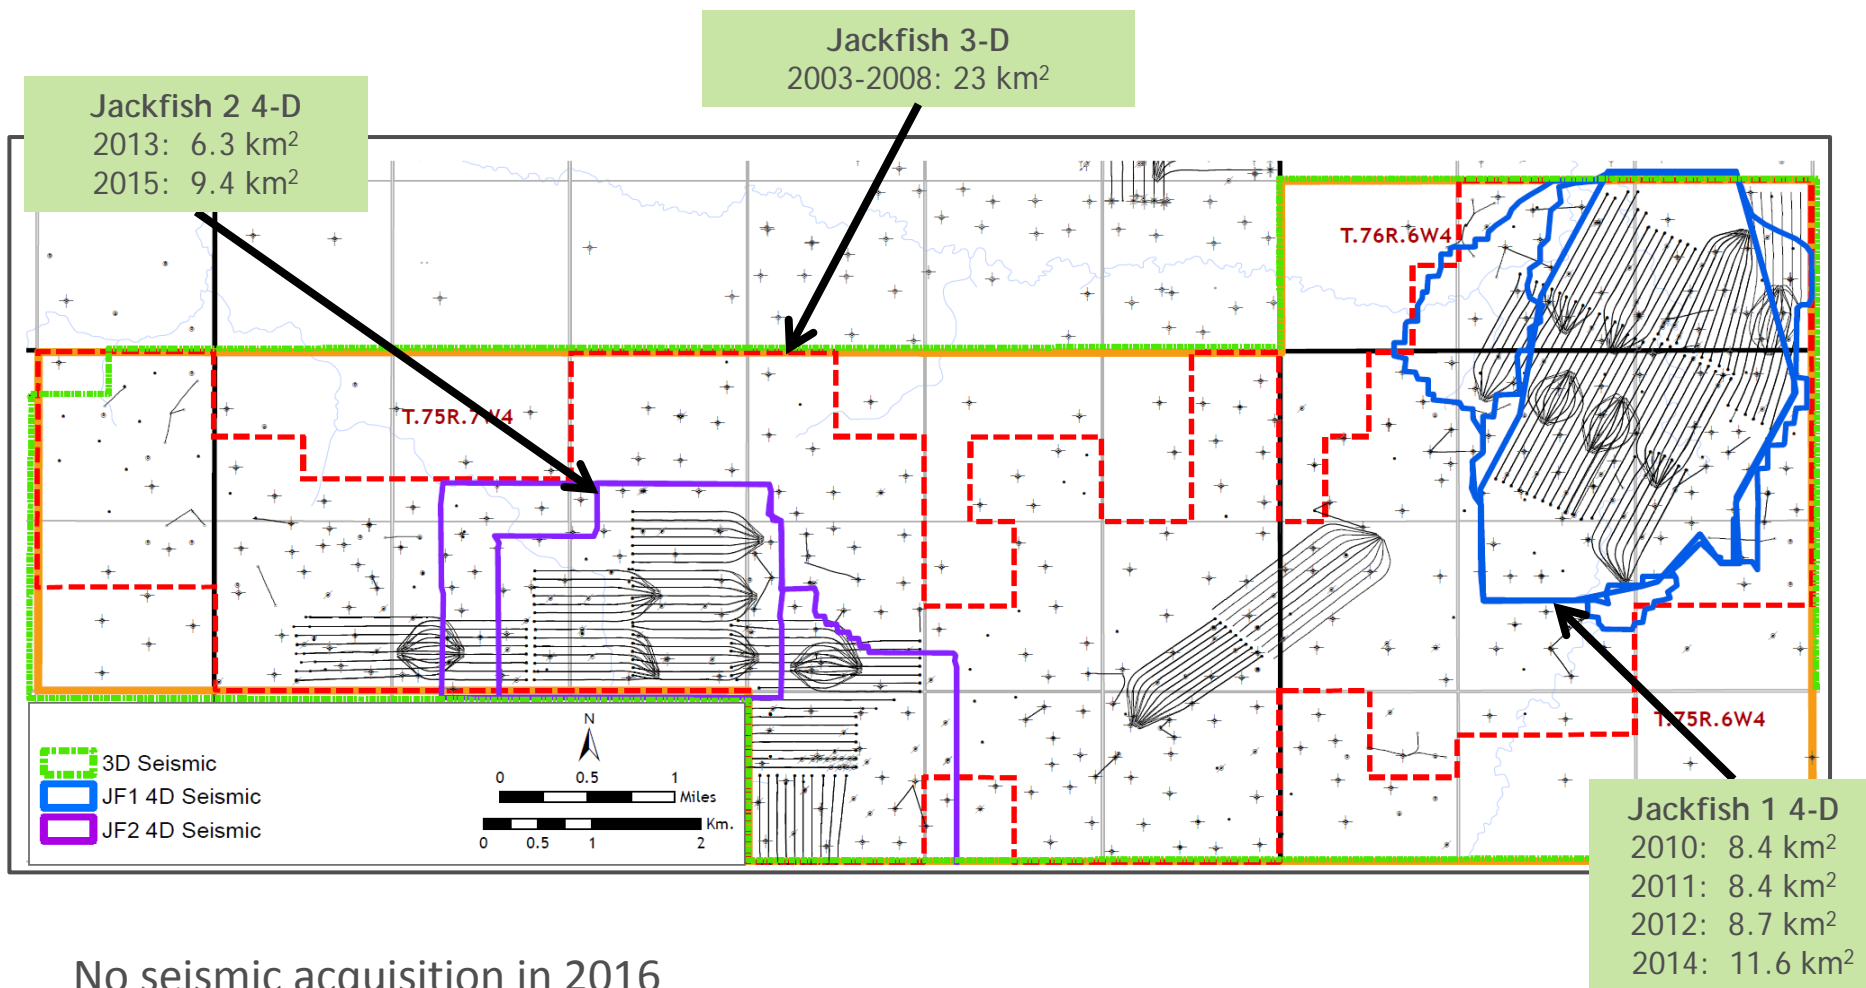 Jackfish 3-D
2003-2008: 23 km²
Jackfish 2 4-D
2013: 6.3 km²
2015: 9.4 km²
T.76R.6W4
T.75R.7W4
T.75R.6W4
3D Seismic
JF1 4D Seismic
JF2 4D Seismic
N
0 0.5 1
Miles
Km.
0 0.5 1 2
Jackfish 1 4-D
2010: 8.4 km²
2011: 8.4 km²
2012: 8.7 km²
2014: 11.6 km²
No seismic acquisition in 2016